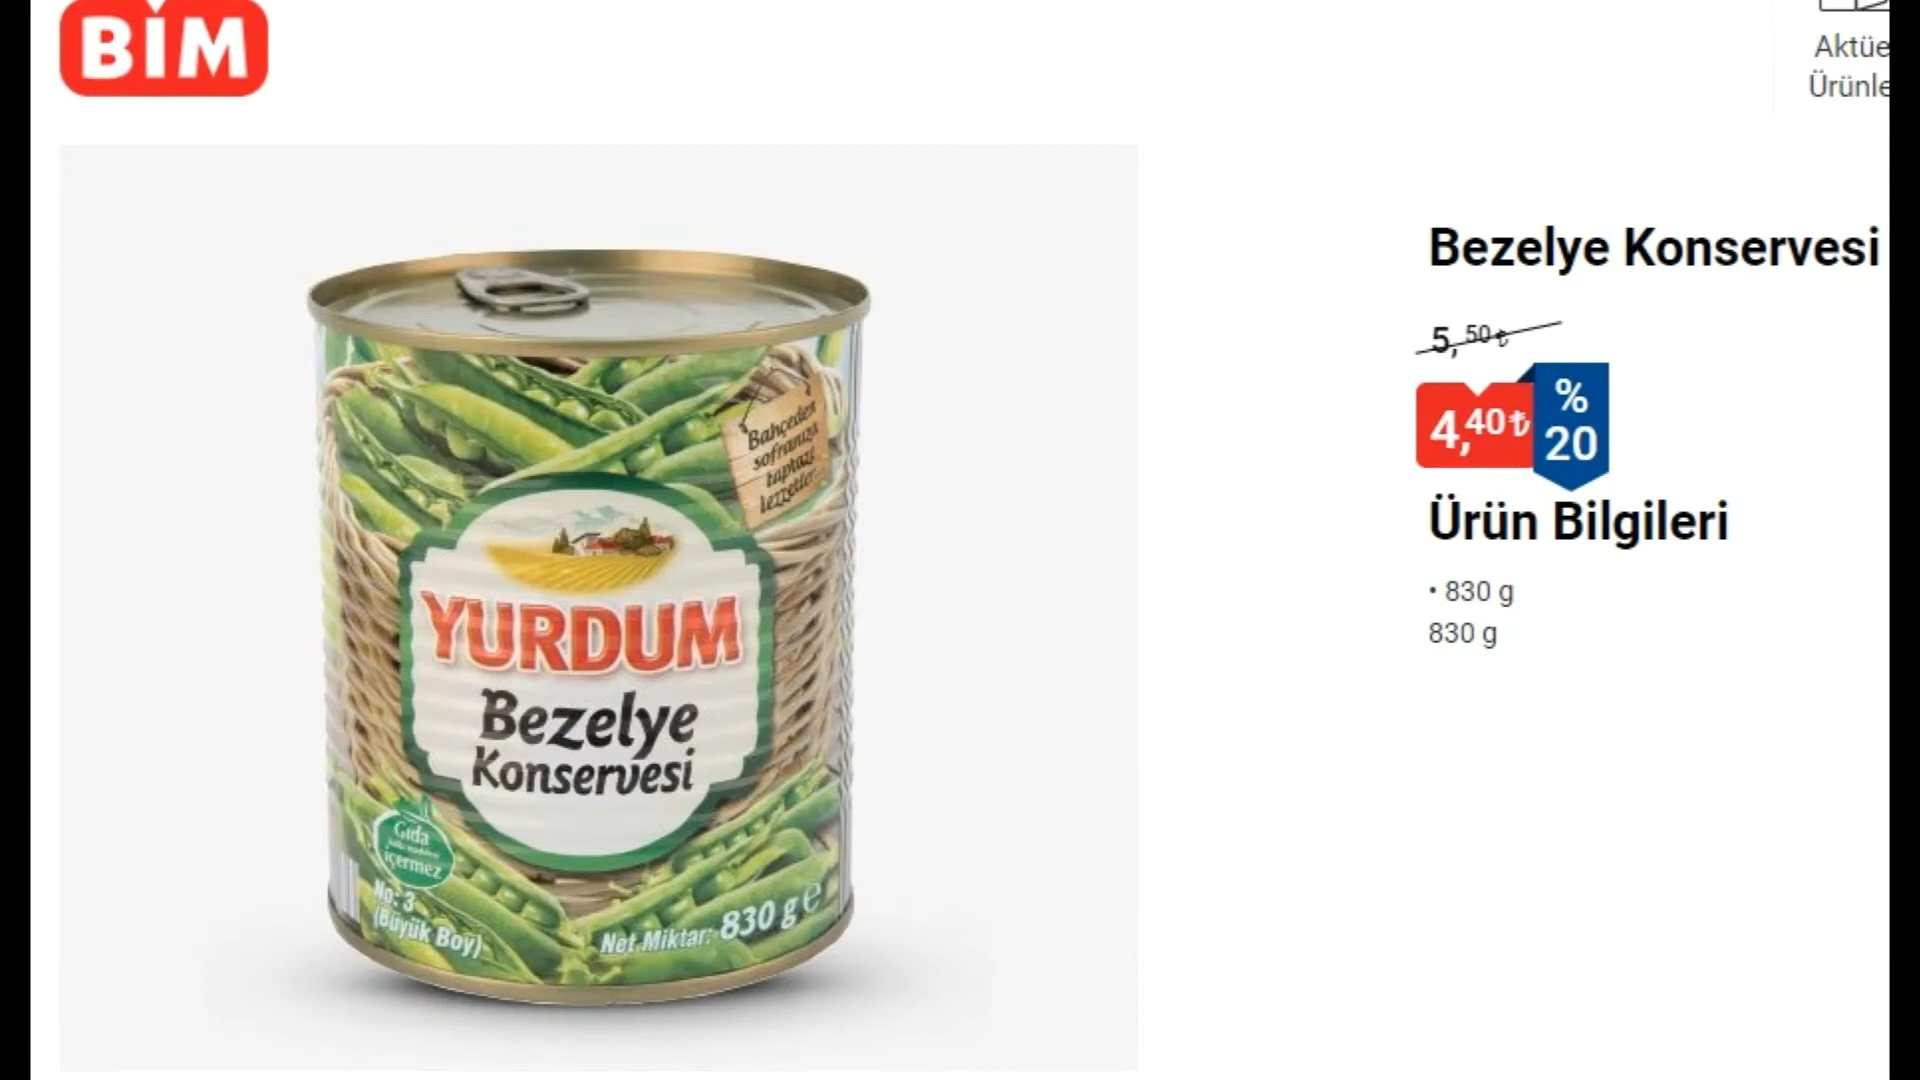 BİM
Aktüe
Ürünle
Bezelye Konservesi
5,50₺
4,40₺
%
20
Ürün Bilgileri
• 830 g
830 g
Bahçeden
sofranıza
taptaze
lezzetler...
YURDUM
Bezelye
Konservesi
Gıda
içermez
No: 3
(Büyük Boy)
Net Miktar: 830 g e